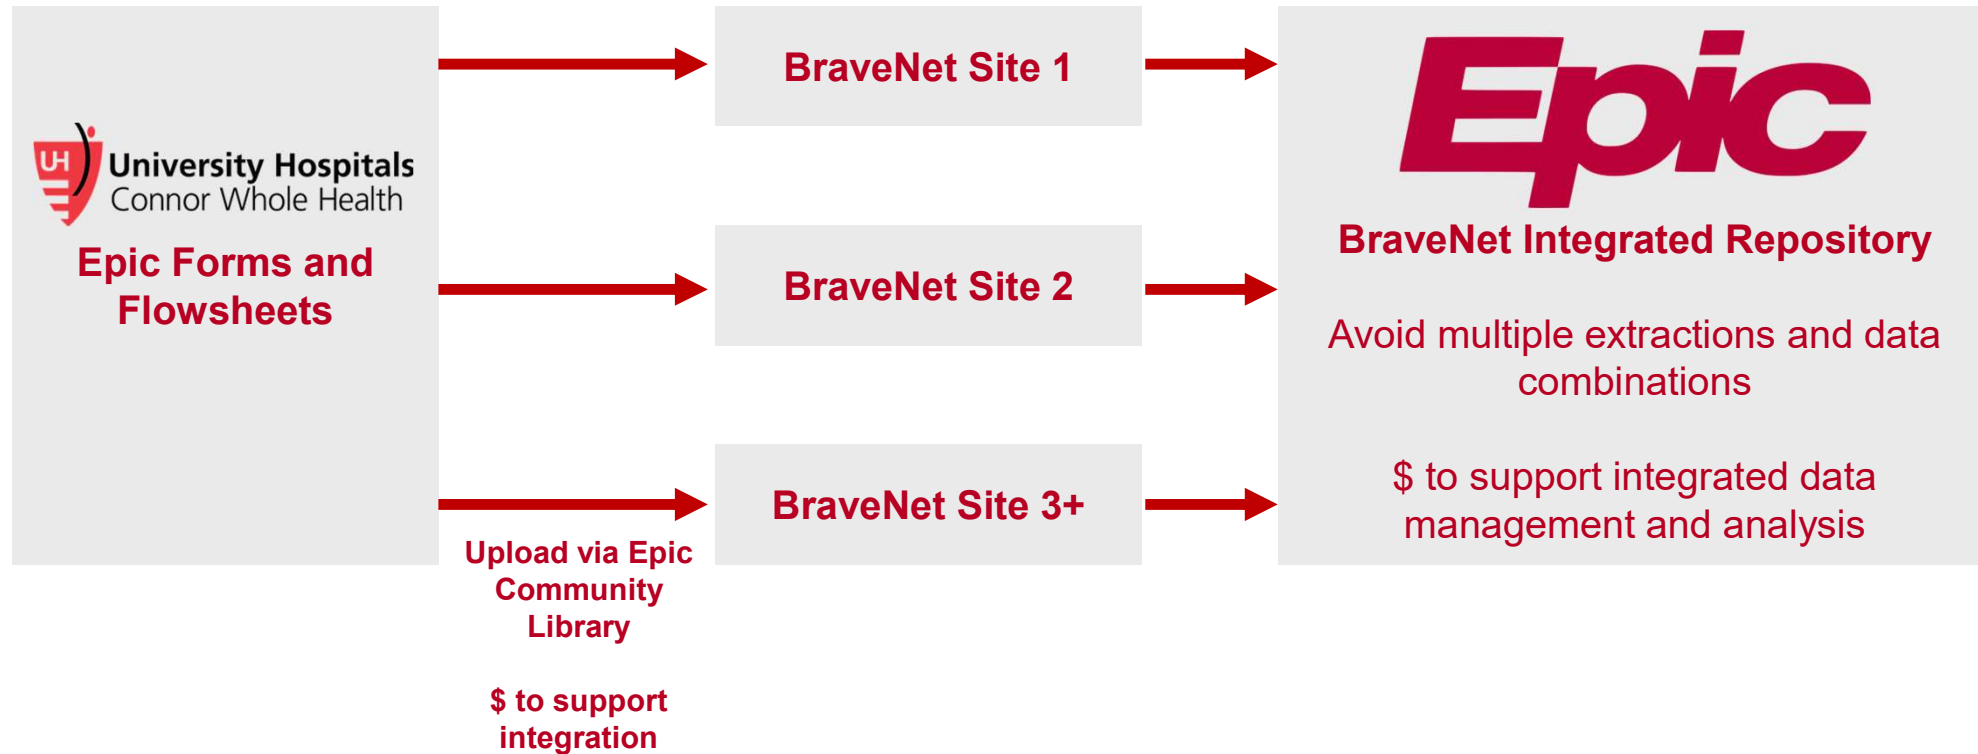 UH
University Hospitals
Connor Whole Health
Epic Forms and
Flowsheets
BraveNet Site 1
BraveNet Site 2
BraveNet Site 3+
Upload via Epic
Community
Library
$ to support
integration
Epic
BraveNet Integrated Repository
Avoid multiple extractions and data
combinations
$ to support integrated data
management and analysis